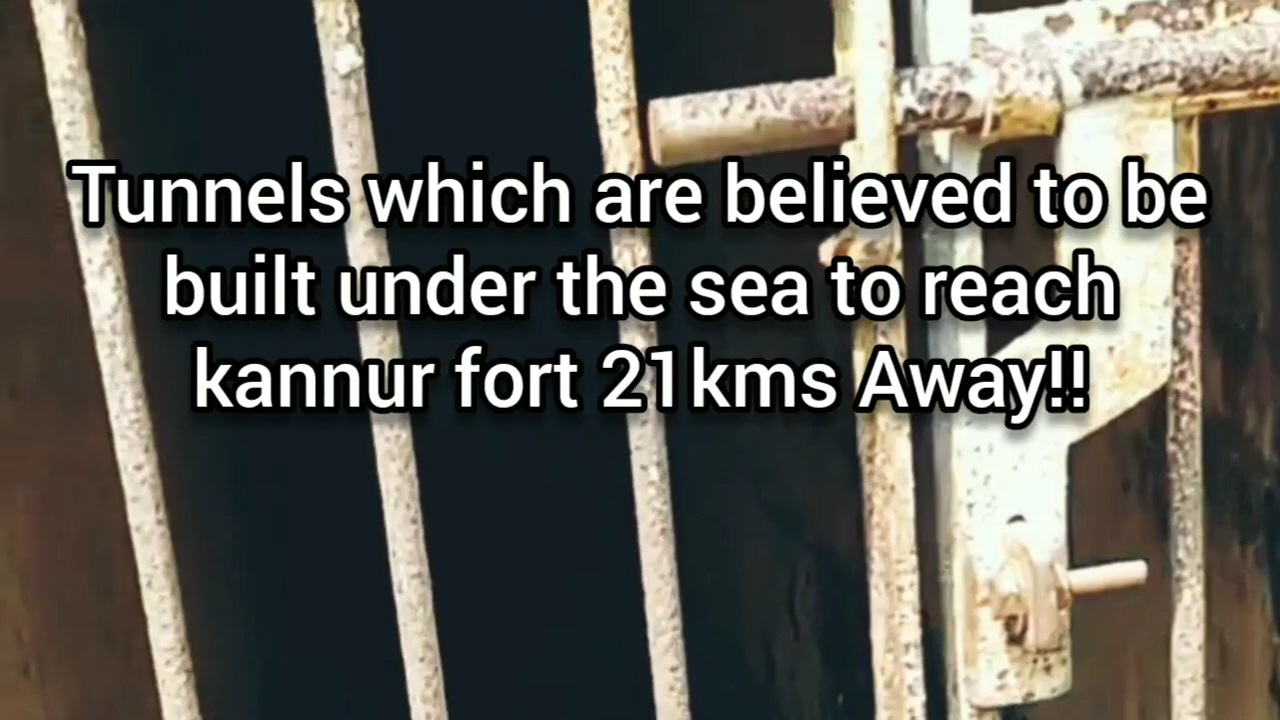 Tunnels which are believed to be
built under the sea to reach
kannur fort 21kms Away!!